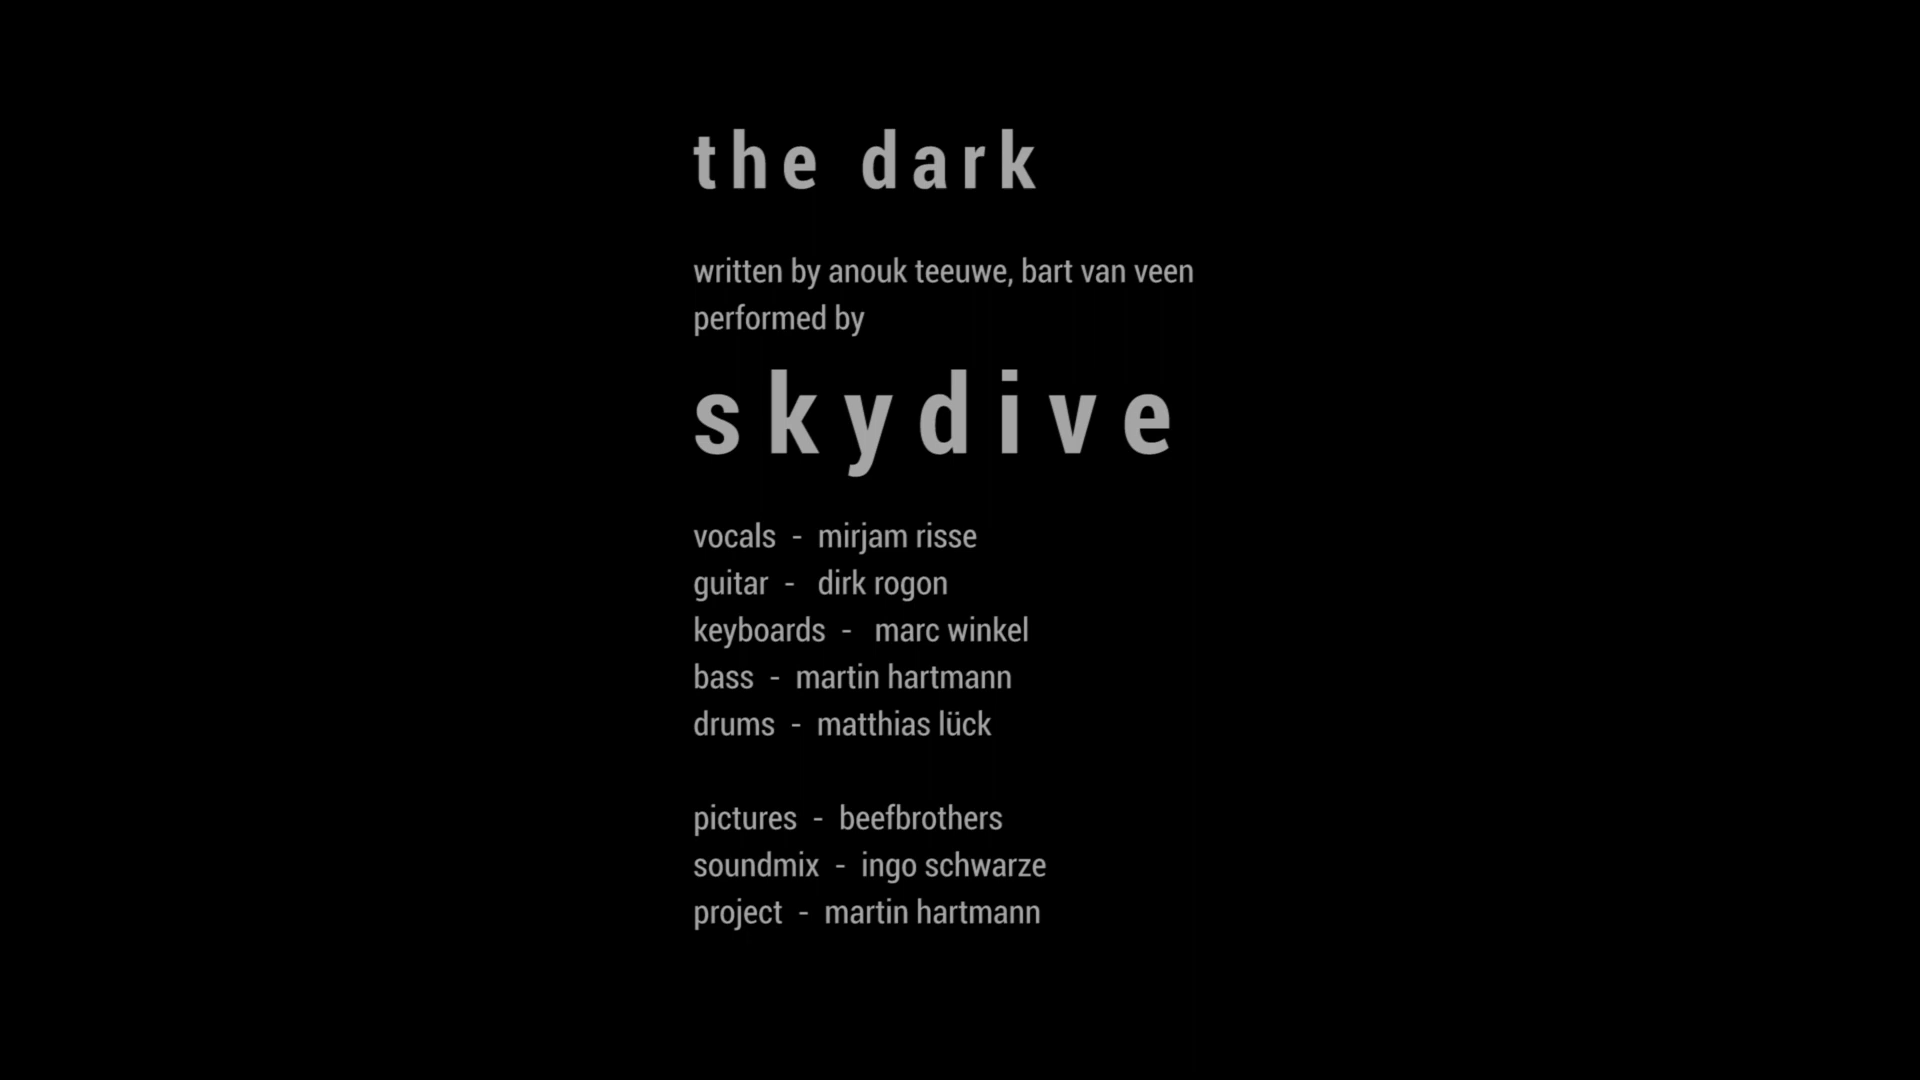 the dark
written by anouk teeuwe, bart van veen
performed by
skydive
vocals - mirjam risse
guitar - dirk rogon
keyboards - marc winkel
bass - martin hartmann
drums - matthias lück
pictures - beefbrothers
soundmix - ingo schwarze
project - martin hartmann